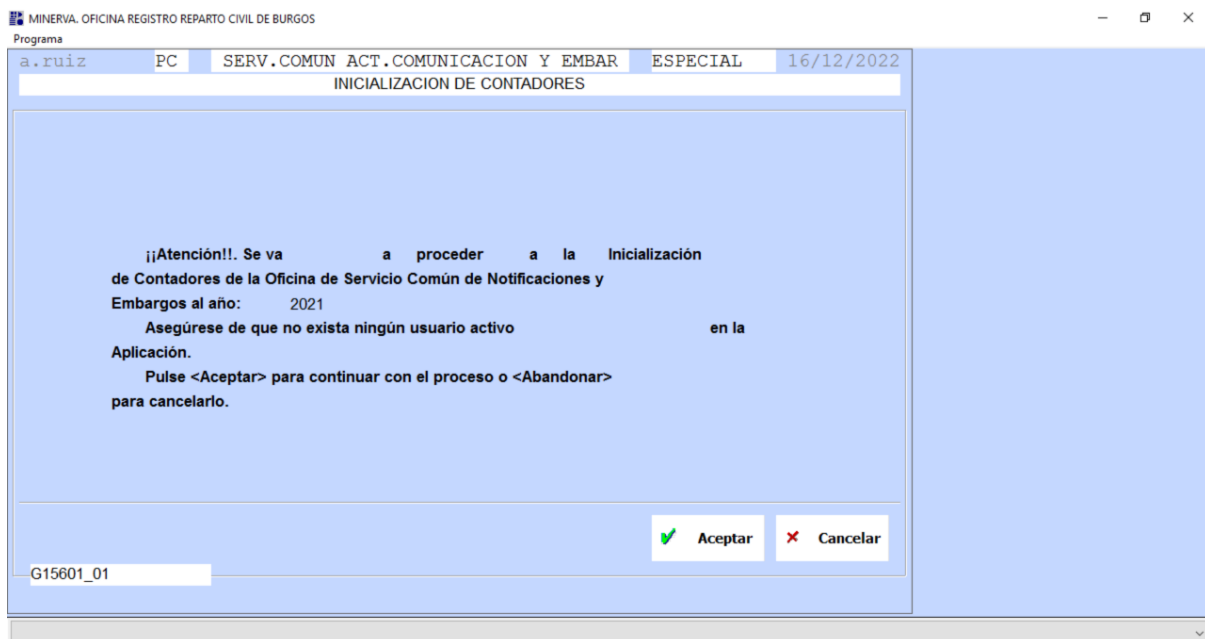 MINERVA. OFICINA REGISTRO REPARTO CIVIL DE BURGOS
Programa
a.ruiz PC SERV.COMUN ACT.COMUNICACION Y EMBAR ESPECIAL 16/12/2022
INICIALIZACION DE CONTADORES
¡¡Atención!!. Se va a proceder a la Inicialización
de Contadores de la Oficina de Servicio Común de Notificaciones y
Embargos al año: 2021
Asegúrese de que no exista ningún usuario activo en la
Aplicación.
Pulse <Aceptar> para continuar con el proceso o <Abandonar>
para cancelarlo.
Aceptar Cancelar
G15601_01